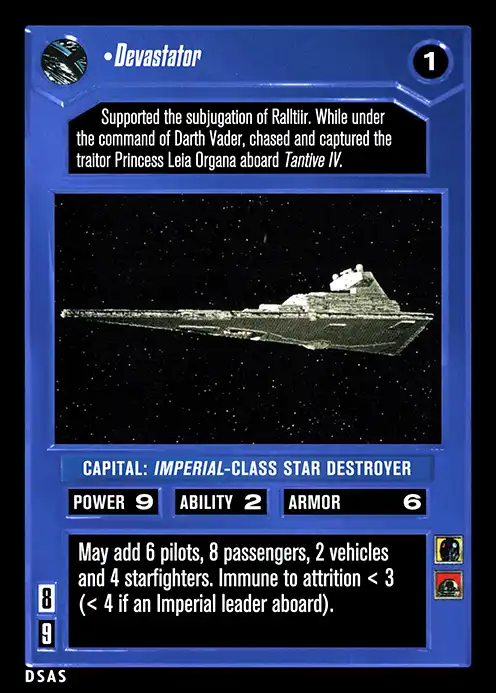 •Devastator
1
Supported the subjugation of Ralltiir. While under
the command of Darth Vader, chased and captured the
traitor Princess Leia Organa aboard Tantive IV.
CAPITAL: IMPERIAL-CLASS STAR DESTROYER
POWER 9 ABILITY 2 ARMOR 6
May add 6 pilots, 8 passengers, 2 vehicles
and 4 starfighters. Immune to attrition < 3
(< 4 if an Imperial leader aboard).
8
9
DSAS